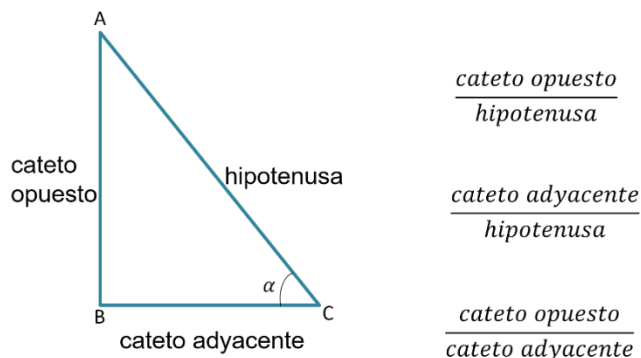 A
cateto
opuesto
hipotenusa
α
B
C
cateto adyacente
cateto opuesto
hipotenusa
cateto adyacente
hipotenusa
cateto opuesto
cateto adyacente